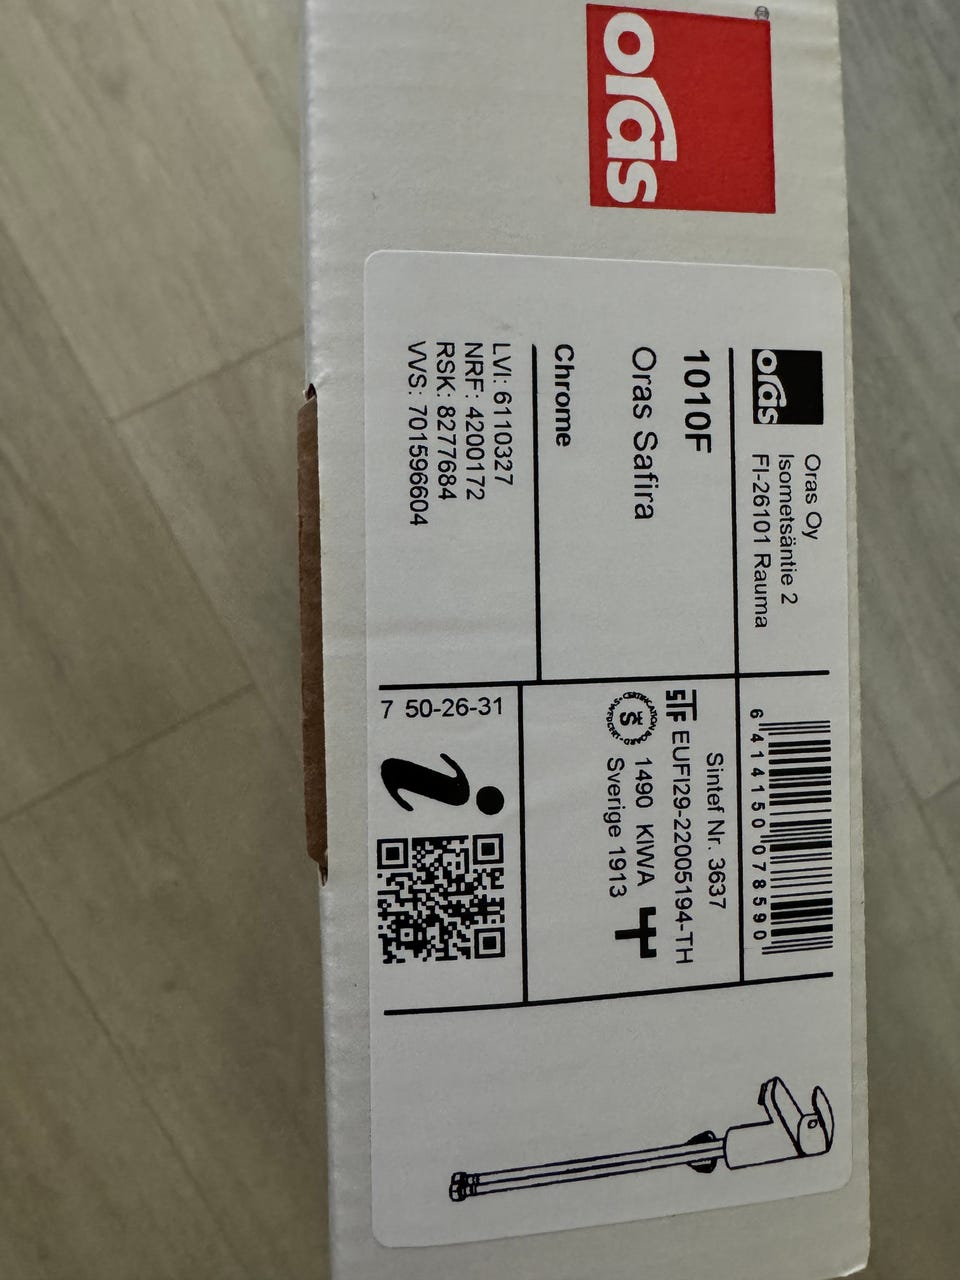 oras
®
oras
Oras Oy
Isometsäntie 2
FI-26101 Rauma
6 414150 078590
1010F
Oras Safira
Sintef Nr. 3637
STF EUFI29-22005194-TH
1490 KIWA
Sverige 1913
Chrome
LVI: 6110327
NRF: 4200172
RSK: 8277684
VVS: 701596604
7 50-26-31
i